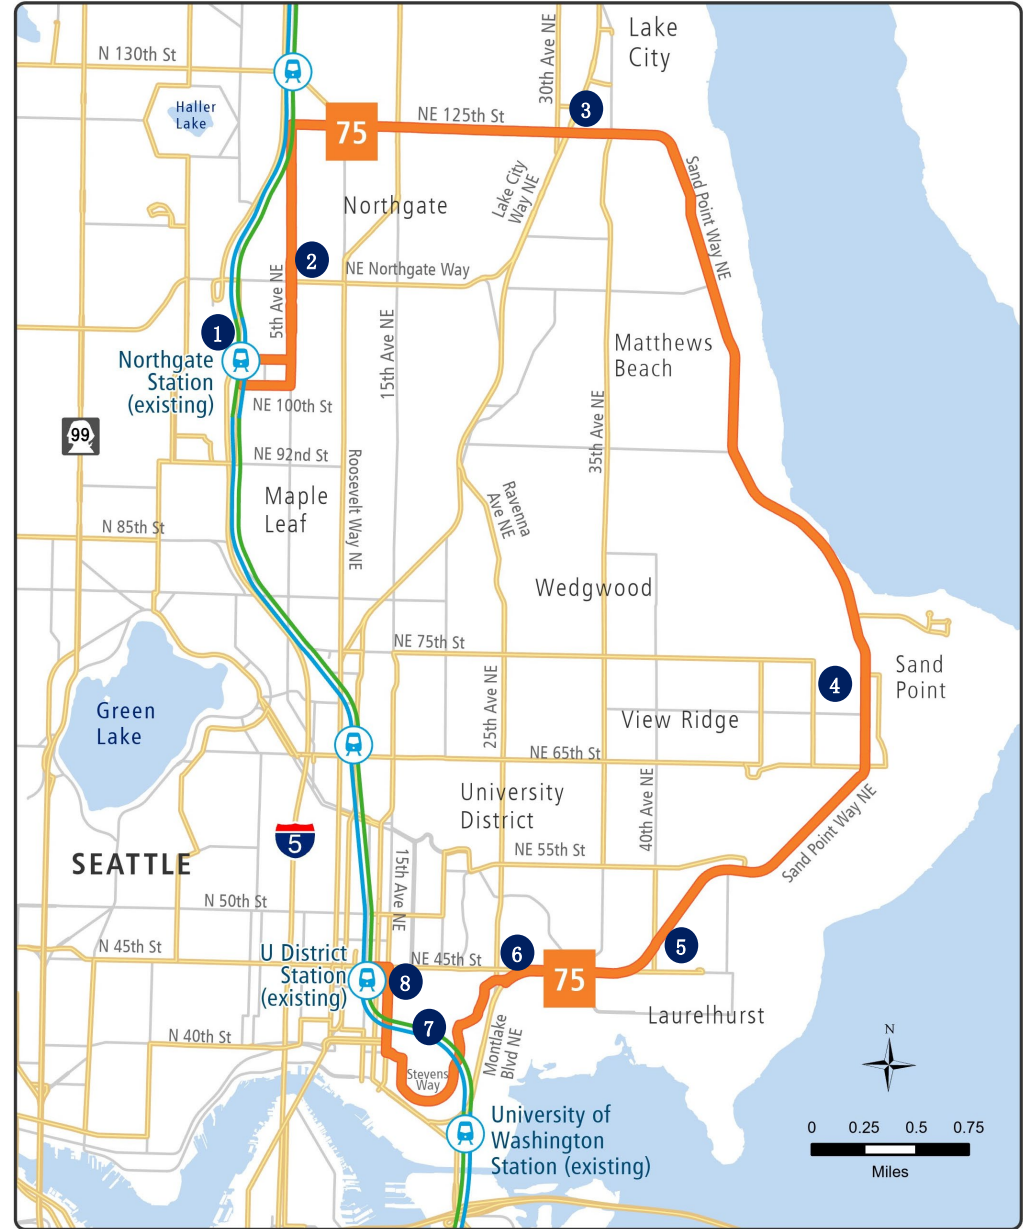 Lake
City
30th Ave NE
N 130th St
Haller
Lake
3
NE 125th St
75
Sand Point Way NE
Lake City
Way NE
Northgate
2
NE Northgate Way
5th Ave NE
1
15th Ave NE
Matthews
Beach
Northgate
Station
(existing)
NE 100th St
35th Ave NE
99
NE 92nd St
Roosevelt Way NE
Maple
Leaf
Ravenna
Ave NE
N 85th St
Wedgwood
NE 75th St
Sand
Point
4
25th Ave NE
Green
Lake
View Ridge
NE 65th St
40th Ave NE
University
District
Sand Point Way NE
5
NE 55th St
SEATTLE
15th Ave NE
N 50th St
N 45th St
U District
Station
(existing)
NE 45th St
6
5
8
75
Laurelhurst
7
N 40th St
Montlake
Blvd NE
N
Stevens
Way
University of
Washington
Station (existing)
0 0.25 0.5 0.75
Miles